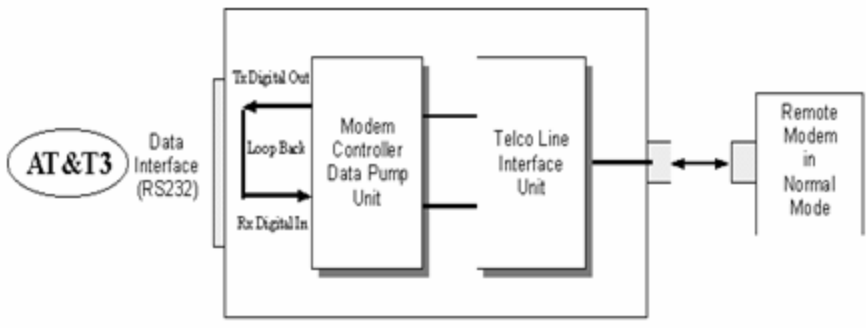 AT&T3
Data
Interface
(RS232)
Tx Digital Out
Loop Back
Rx Digital In
Modem
Controller
Data Pump
Unit
Telco Line
Interface
Unit
Remote
Modem
in
Normal
Mode